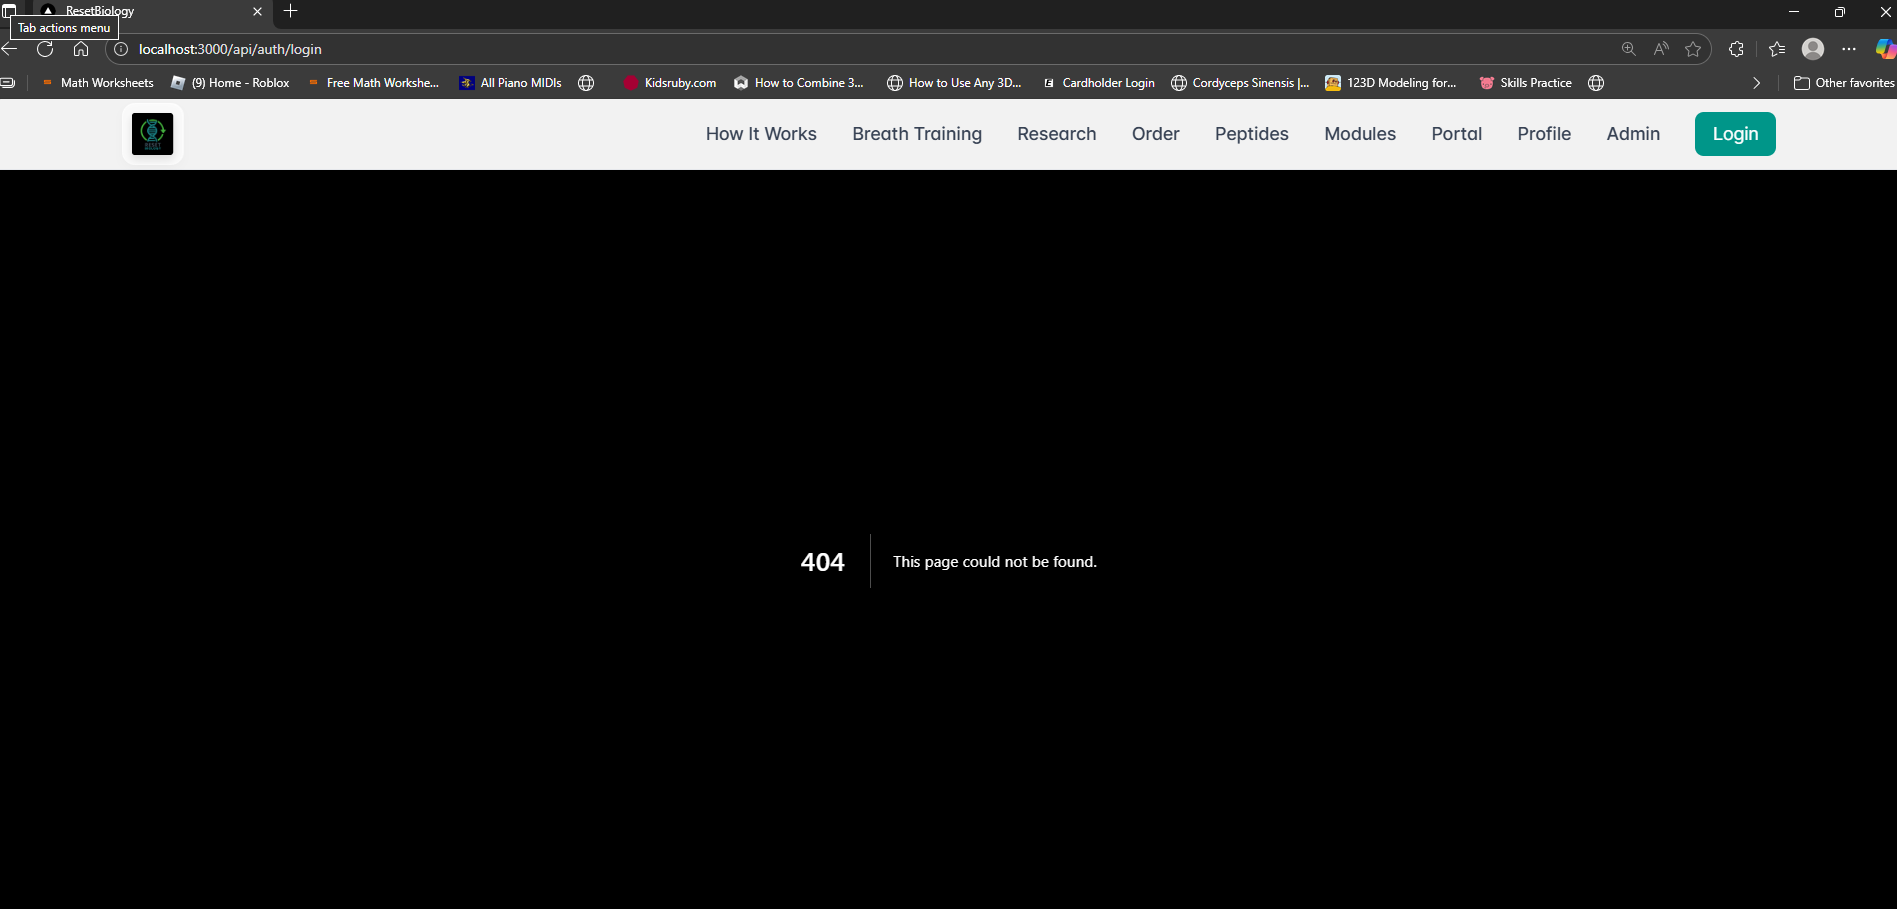 ResetBiology
Tab actions menu
localhost:3000/api/auth/login
Math Worksheets (9) Home - Roblox Free Math Workshe... All Piano MIDIs Kidsruby.com How to Combine 3... How to Use Any 3D... Cardholder Login Cordyceps Sinensis |... 123D Modeling for... Skills Practice Other favorites
RESET
How It Works Breath Training Research Order Peptides Modules Portal Profile Admin Login
404 This page could not be found.